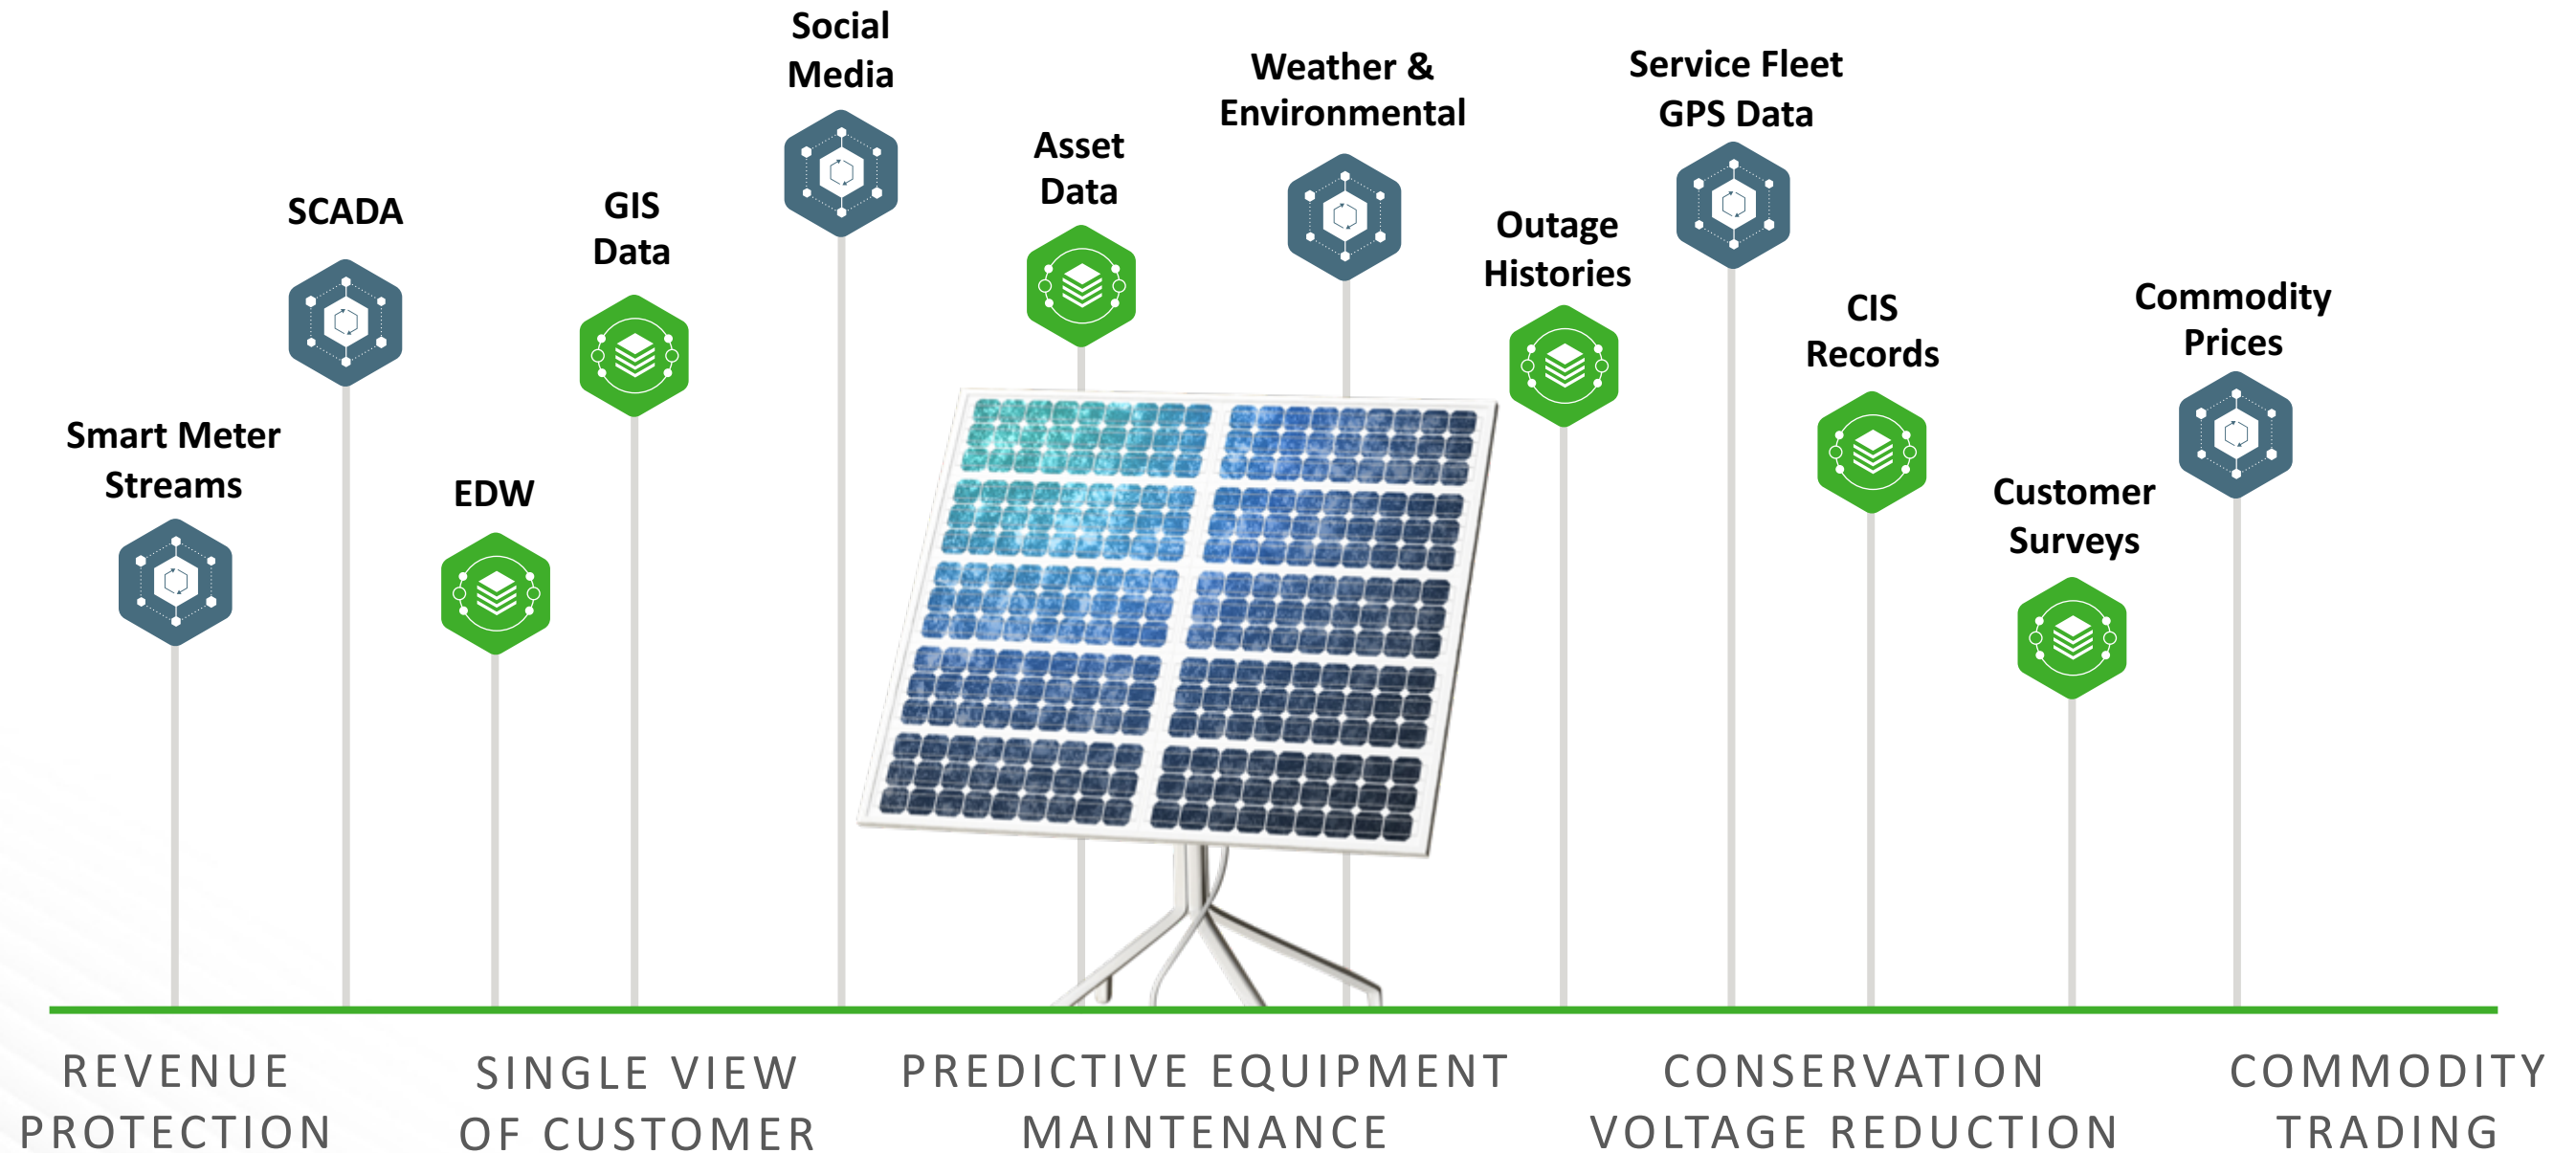 Social
Media
Weather &
Environmental
Service Fleet
GPS Data
Asset
Data
SCADA
GIS
Data
Outage
Histories
CIS
Records
Commodity
Prices
Smart Meter
Streams
EDW
Customer
Surveys
REVENUE
PROTECTION
SINGLE VIEW
OF CUSTOMER
PREDICTIVE EQUIPMENT
MAINTENANCE
CONSERVATION
VOLTAGE REDUCTION
COMMODITY
TRADING